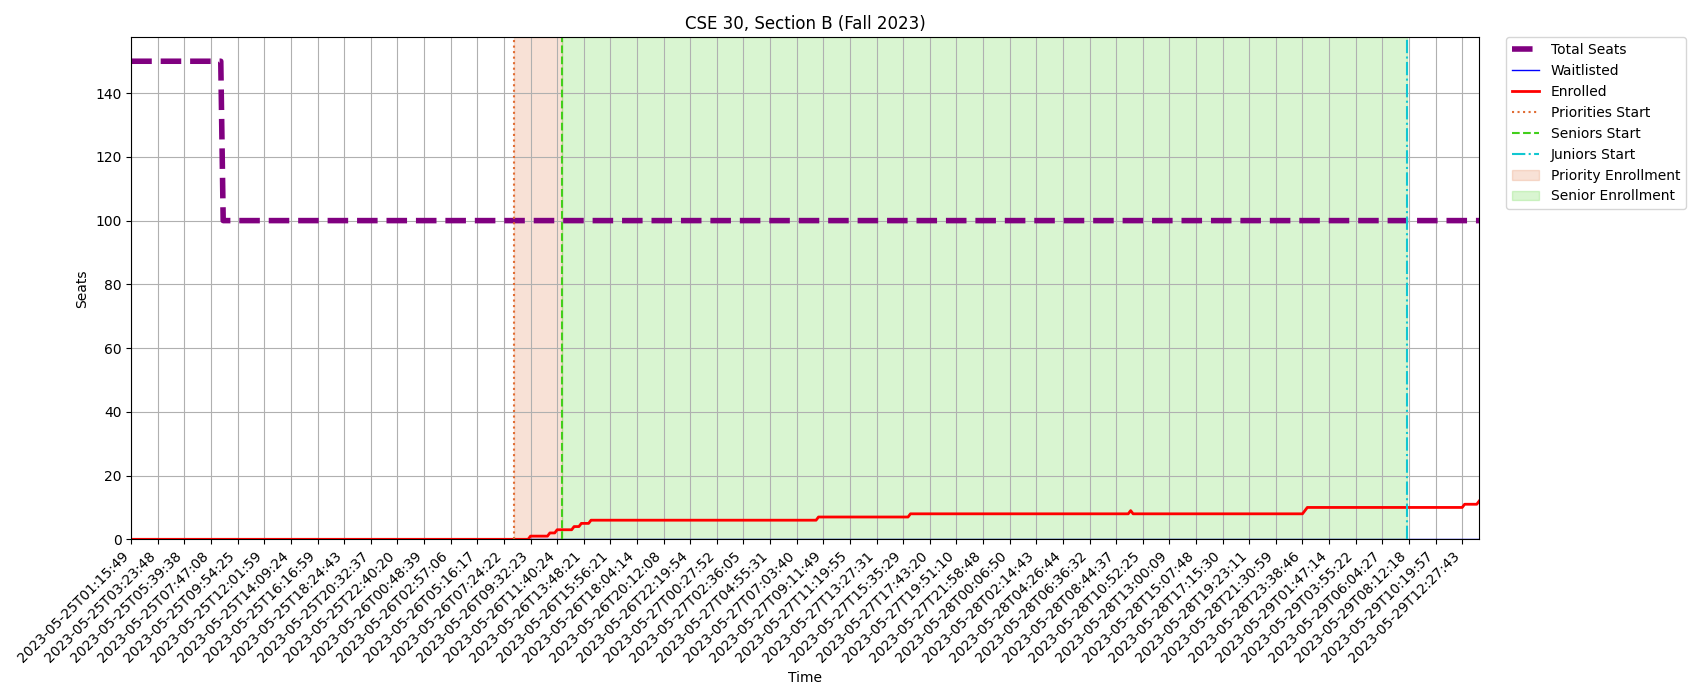 CSE 30, Section B (Fall 2023)
Total Seats
Waitlisted
Enrolled
Priorities Start
Seniors Start
Juniors Start
Priority Enrollment
Senior Enrollment
Seats
140
120
100
80
60
40
20
0
2023-05-25T01:15:49
2023-05-25T03:23:48
2023-05-25T05:39:38
2023-05-25T07:47:08
2023-05-25T09:54:25
2023-05-25T12:01:59
2023-05-25T14:09:24
2023-05-25T16:16:59
2023-05-25T18:24:43
2023-05-25T20:32:37
2023-05-25T22:40:20
2023-05-26T00:48:39
2023-05-26T02:57:06
2023-05-26T05:16:17
2023-05-26T07:24:22
2023-05-26T09:32:23
2023-05-26T11:40:24
2023-05-26T13:48:21
2023-05-26T15:56:21
2023-05-26T18:04:14
2023-05-26T20:12:08
2023-05-26T22:19:54
2023-05-27T00:27:52
2023-05-27T02:36:05
2023-05-27T04:55:31
2023-05-27T07:03:40
2023-05-27T09:11:49
2023-05-27T11:19:55
2023-05-27T13:27:31
2023-05-27T15:35:29
2023-05-27T17:43:20
2023-05-27T19:51:10
2023-05-27T21:58:48
2023-05-28T00:06:50
2023-05-28T02:14:43
2023-05-28T04:26:44
2023-05-28T06:36:32
2023-05-28T08:44:37
2023-05-28T10:52:25
2023-05-28T13:00:09
2023-05-28T15:07:48
2023-05-28T17:15:30
2023-05-28T19:23:11
2023-05-28T21:30:59
2023-05-28T23:38:46
2023-05-29T01:47:14
2023-05-29T03:55:22
2023-05-29T06:04:27
2023-05-29T08:12:18
2023-05-29T10:19:57
2023-05-29T12:27:43
Time